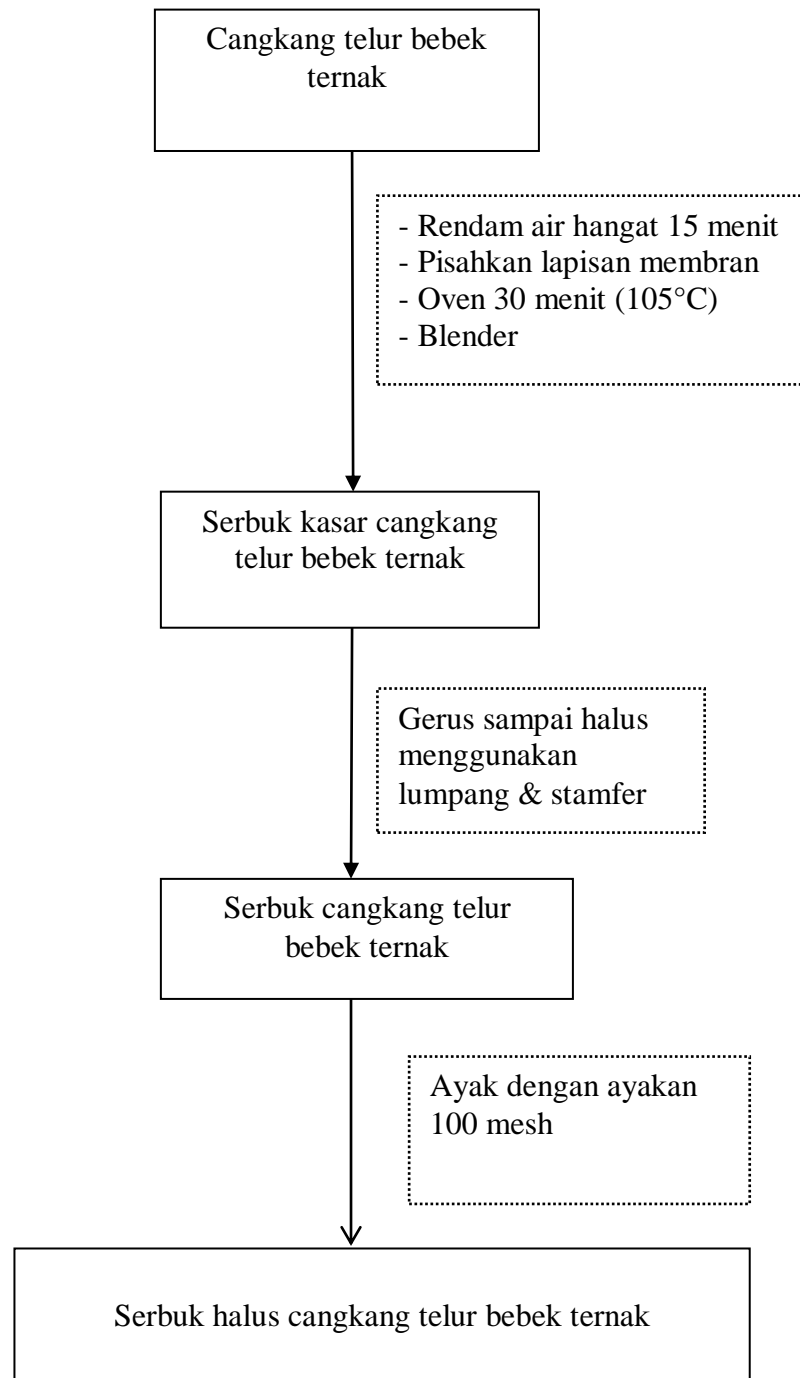 Cangkang telur bebek
ternak
- Rendam air hangat 15 menit
- Pisahkan lapisan membran
- Oven 30 menit (105°C)
- Blender
Serbuk kasar cangkang
telur bebek ternak
Gerus sampai halus
menggunakan
lumpang & stamfer
Serbuk cangkang telur
bebek ternak
Ayak dengan ayakan
100 mesh
Serbuk halus cangkang telur bebek ternak